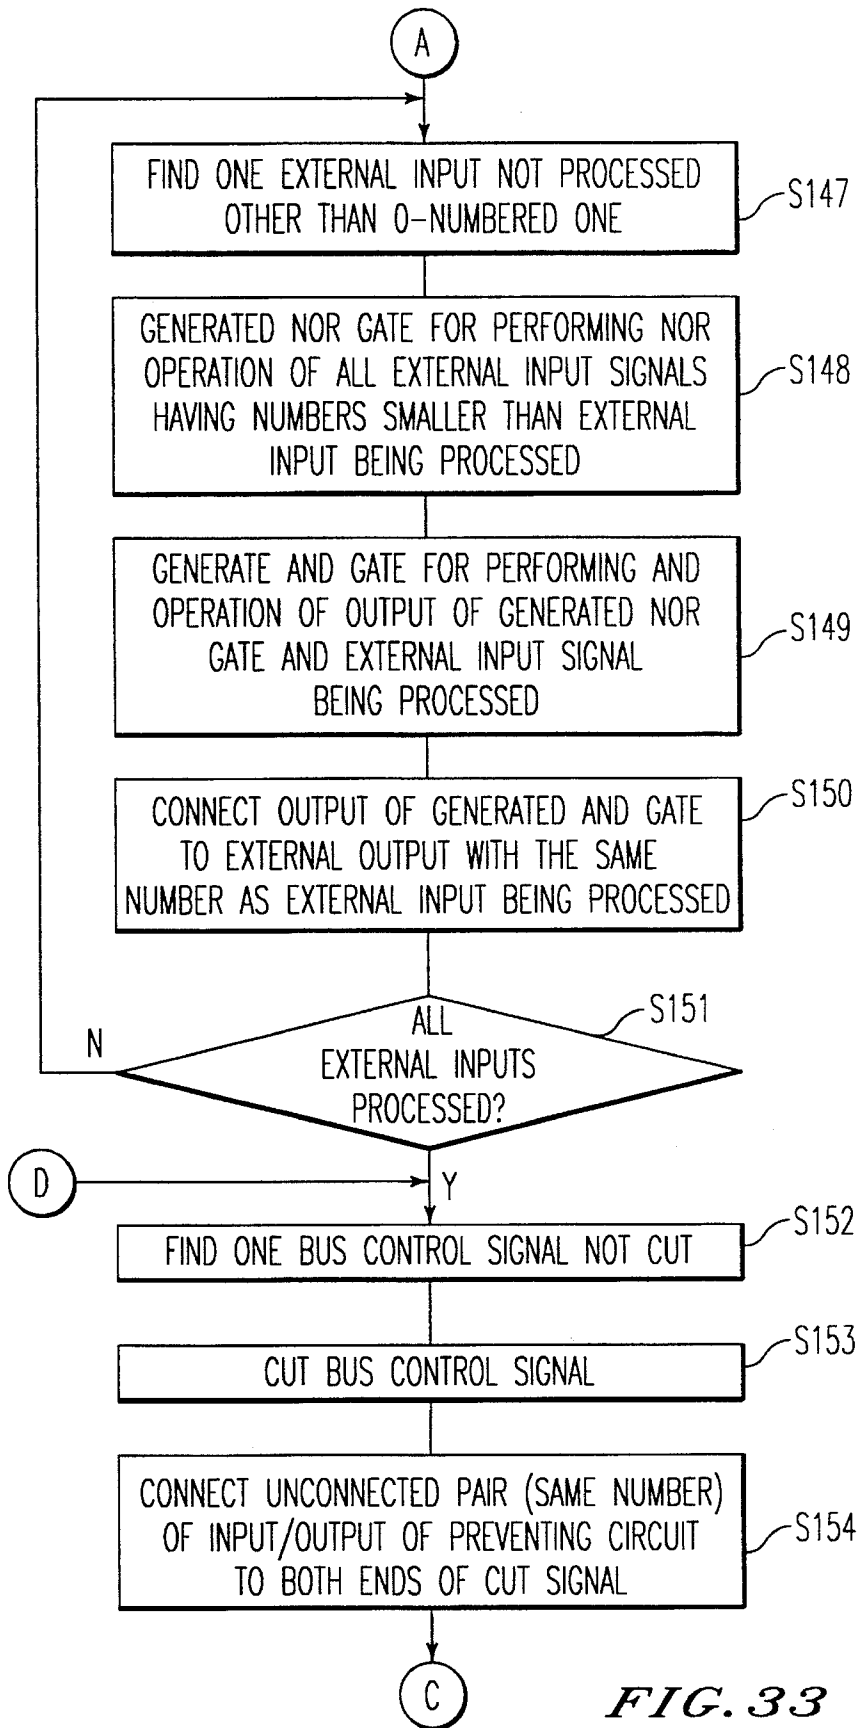 A
FIND ONE EXTERNAL INPUT NOT PROCESSED
OTHER THAN 0-NUMBERED ONE
S147
GENERATED NOR GATE FOR PERFORMING NOR
OPERATION OF ALL EXTERNAL INPUT SIGNALS
HAVING NUMBERS SMALLER THAN EXTERNAL
INPUT BEING PROCESSED
S148
GENERATE AND GATE FOR PERFORMING AND
OPERATION OF OUTPUT OF GENERATED NOR
GATE AND EXTERNAL INPUT SIGNAL
BEING PROCESSED
S149
CONNECT OUTPUT OF GENERATED AND GATE
TO EXTERNAL OUTPUT WITH THE SAME
NUMBER AS EXTERNAL INPUT BEING PROCESSED
S150
ALL
EXTERNAL INPUTS
PROCESSED?
S151
N
D
Y
FIND ONE BUS CONTROL SIGNAL NOT CUT
S152
CUT BUS CONTROL SIGNAL
S153
CONNECT UNCONNECTED PAIR (SAME NUMBER)
OF INPUT/OUTPUT OF PREVENTING CIRCUIT
TO BOTH ENDS OF CUT SIGNAL
S154
C
FIG. 33